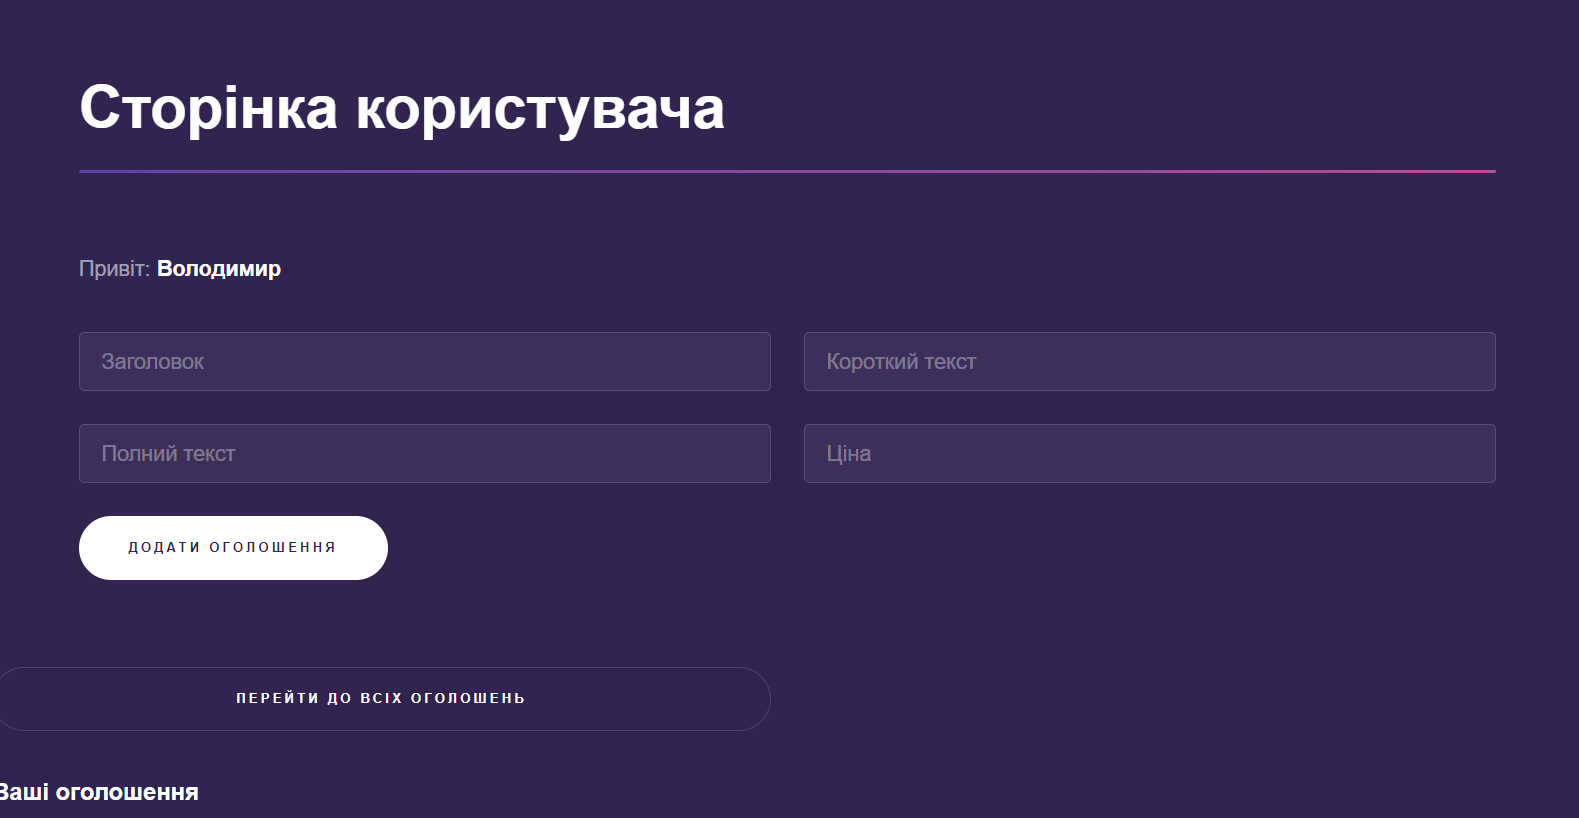 Сторінка користувача
Привіт: Володимир
Заголовок
Короткий текст
Полний текст
Ціна
ДОДАТИ ОГОЛОШЕННЯ
ПЕРЕЙТИ ДО ВСІХ ОГОЛОШЕНЬ
Ваші оголошення